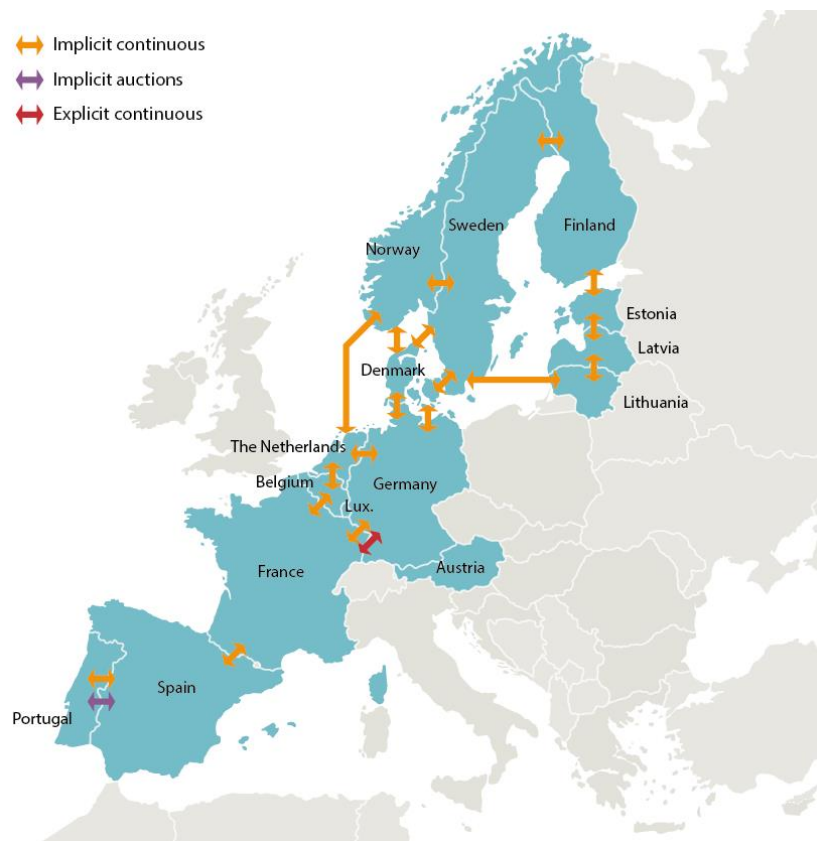 Implicit continuous
Implicit auctions
Explicit continuous
Sweden
Finland
Norway
Estonia
Latvia
Denmark
Lithuania
The Netherlands
Belgium
Germany
Lux.
Austria
France
Spain
Portugal